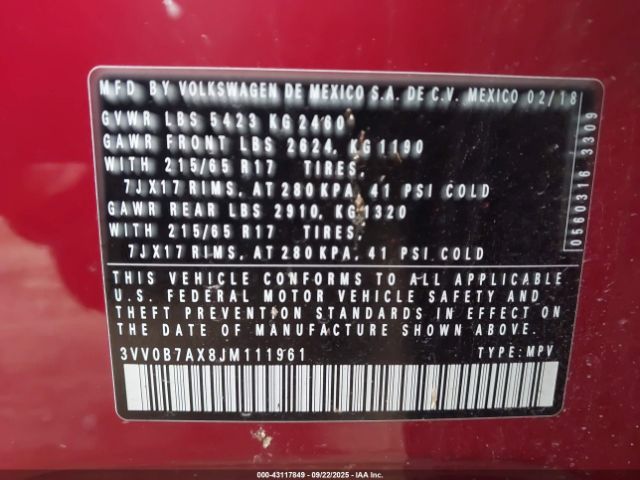 MFD BY VOLKSWAGEN DE MEXICO S.A. DE C.V. MEXICO 02/18
GVWR LBS 5423 KG 2460
GAWR FRONT LBS 2624, KG 1190
WITH 215/65 R17 TIRES,
7JX17 RIMS, AT 280 KPA, 41 PSI COLD
GAWR REAR LBS 2910, KG 1320
WITH 215/65 R17 TIRES,
7JX17 RIMS, AT 280 KPA, 41 PSI COLD
THIS VEHICLE CONFORMS TO ALL APPLICABLE
U.S. FEDERAL MOTOR VEHICLE SAFETY AND
THEFT PREVENTION STANDARDS IN EFFECT ON
THE DATE OF MANUFACTURE SHOWN ABOVE.
3VV0B7AX8JM111961 TYPE: MPV
0560316 3309
000-43117849 - 09/22/2025 - IAA Inc.